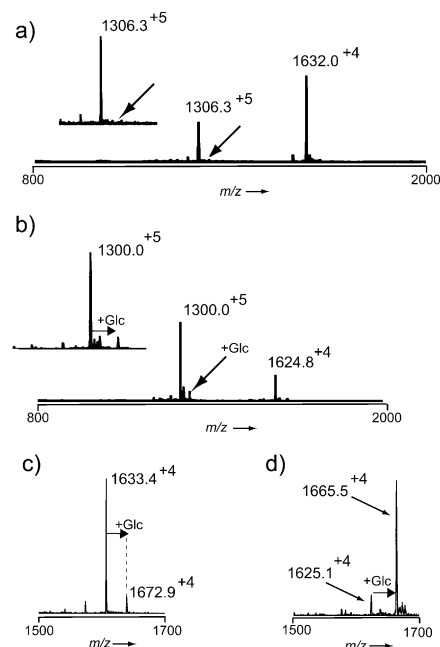 a)
1306.3 +5
1632.0 +4
1306.3 +5
800
2000
m/z
b)
1300.0 +5
+Glc
1300.0 +5
+Glc
1624.8 +4
800
2000
m/z
c)
d)
1633.4 +4
+Glc
1672.9 +4
1500
1700
m/z
1665.5 +4
1625.1 +4
+Glc
1500
1700
m/z